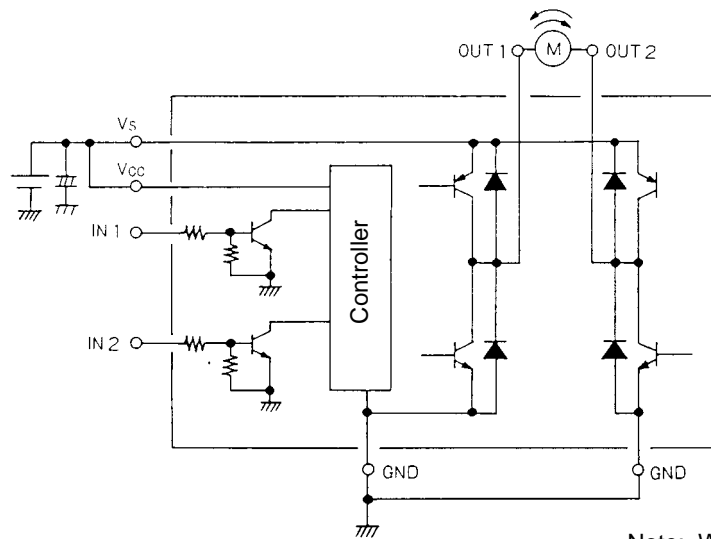 OUT 1
M
OUT 2
VS
VCC
IN 1
IN 2
Controller
GND
GND
Note: W